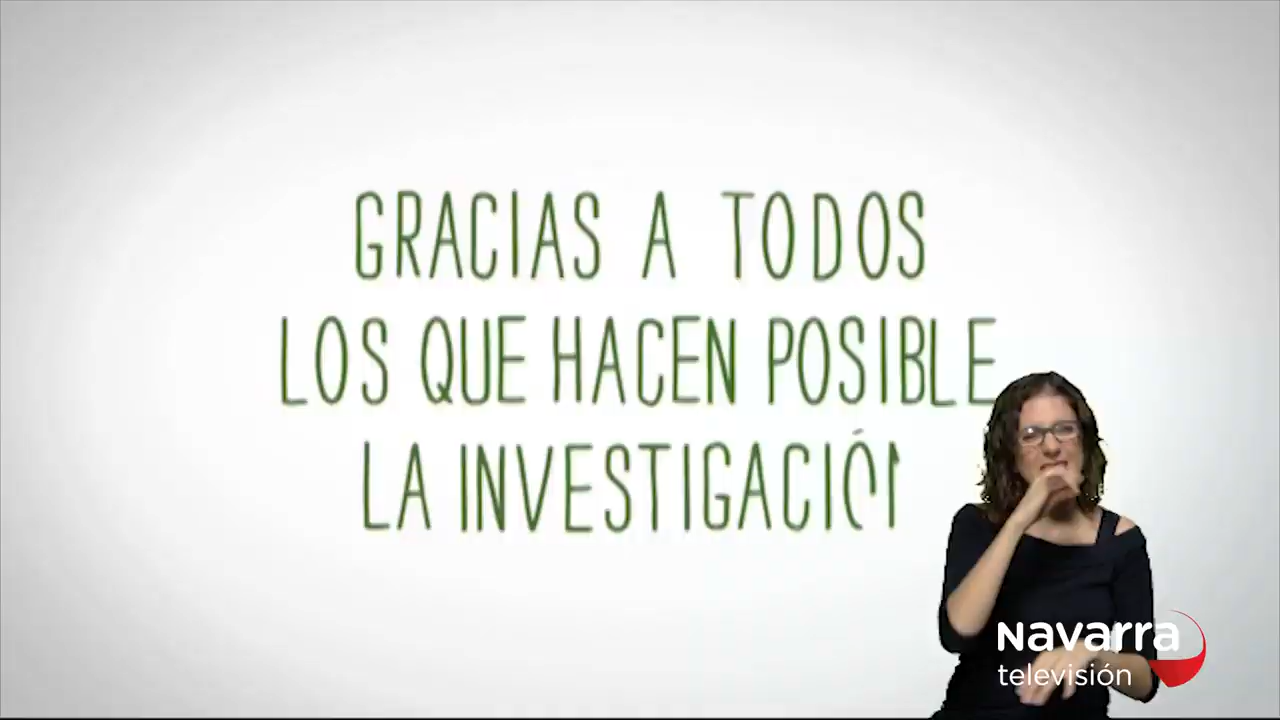 GRACIAS A TODOS
LOS QUE HACEN POSIBLE
LA INVESTIGACIÓN
Navarra
televisión